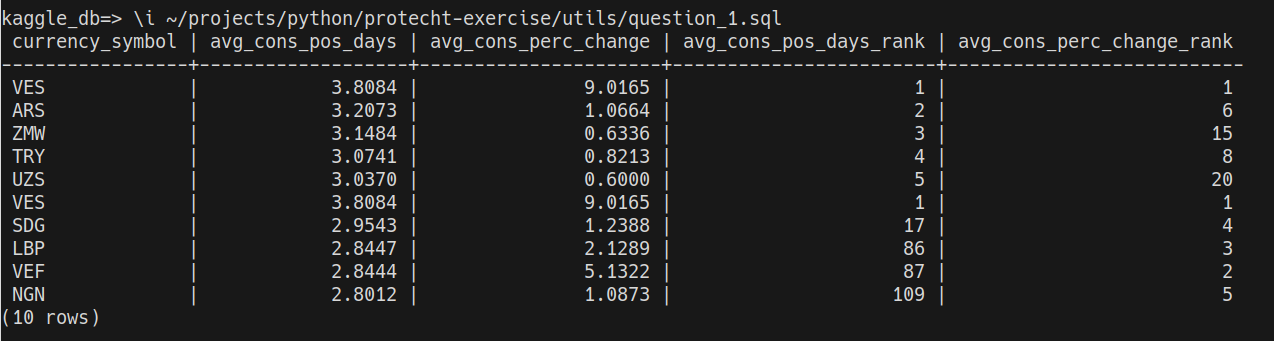 kaggle_db=> \i ~/projects/python/protecht-exercise/utils/question_1.sql
 currency_symbol | avg_cons_pos_days | avg_cons_perc_change | avg_cons_pos_days_rank | avg_cons_perc_change_rank
-----------------+-------------------+----------------------+------------------------+---------------------------
 VES             |            3.8084 |               9.0165 |                      1 |                         1
 ARS             |            3.2073 |               1.0664 |                      2 |                         6
 ZMW             |            3.1484 |               0.6336 |                      3 |                        15
 TRY             |            3.0741 |               0.8213 |                      4 |                         8
 UZS             |            3.0370 |               0.6000 |                      5 |                        20
 VES             |            3.8084 |               9.0165 |                      1 |                         1
 SDG             |            2.9543 |               1.2388 |                     17 |                         4
 LBP             |            2.8447 |               2.1289 |                     86 |                         3
 VEF             |            2.8444 |               5.1322 |                     87 |                         2
 NGN             |            2.8012 |               1.0873 |                    109 |                         5
(10 rows)